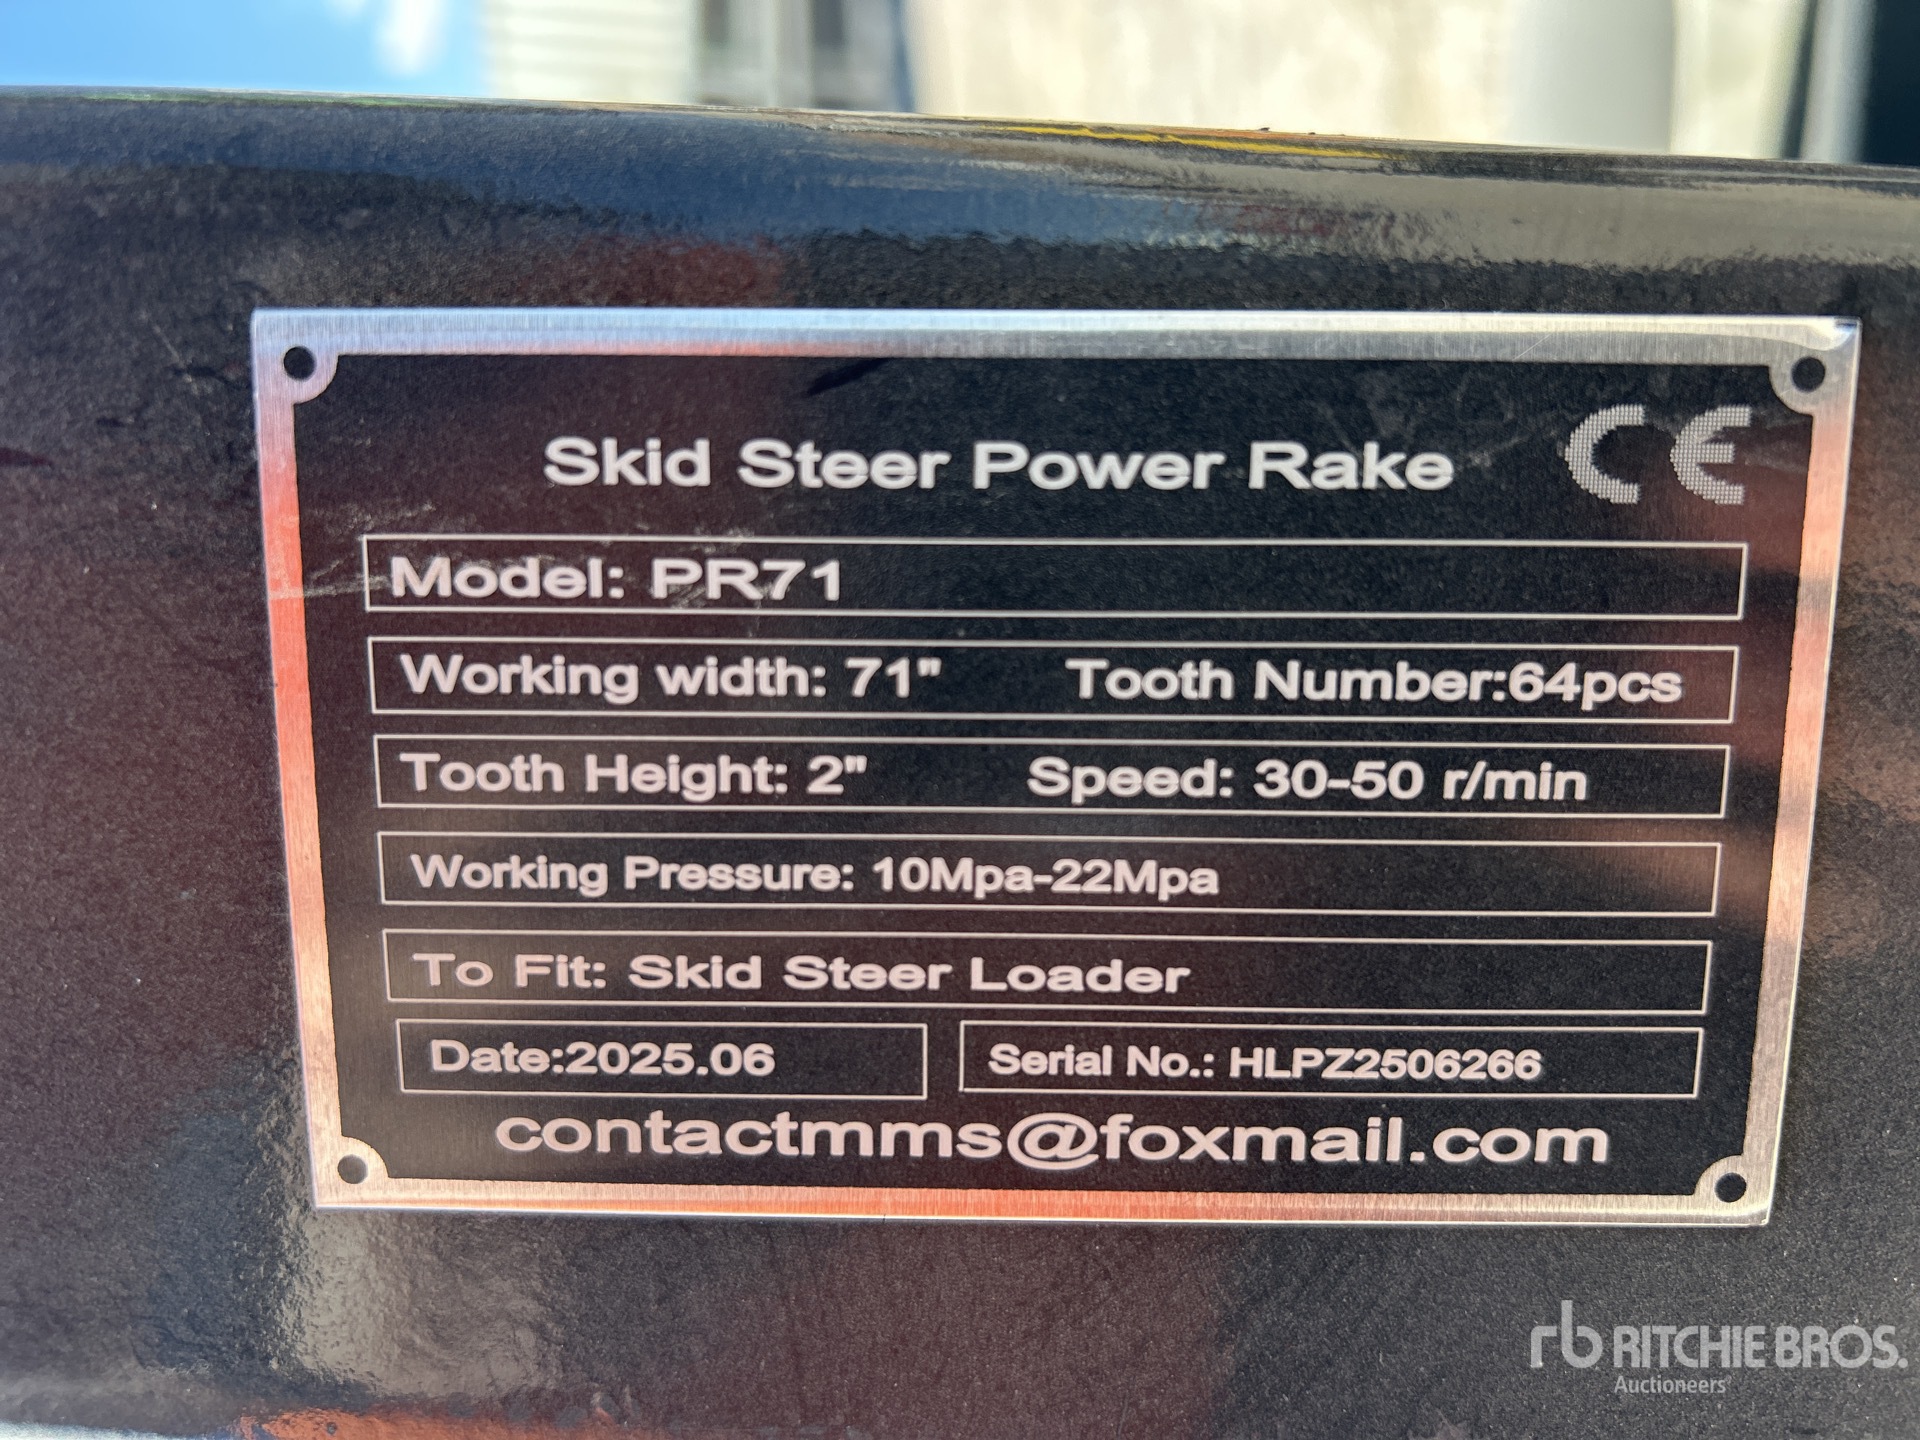 Skid Steer Power Rake CE
Model: PR71
Working width: 71" Tooth Number:64pcs
Tooth Height: 2" Speed: 30-50 r/min
Working Pressure: 10Mpa-22Mpa
To Fit: Skid Steer Loader
Date:2025.06 Serial No.: HLPZ2506266
contactmms@foxmail.com
rb RITCHIE BROS.
Auctioneers